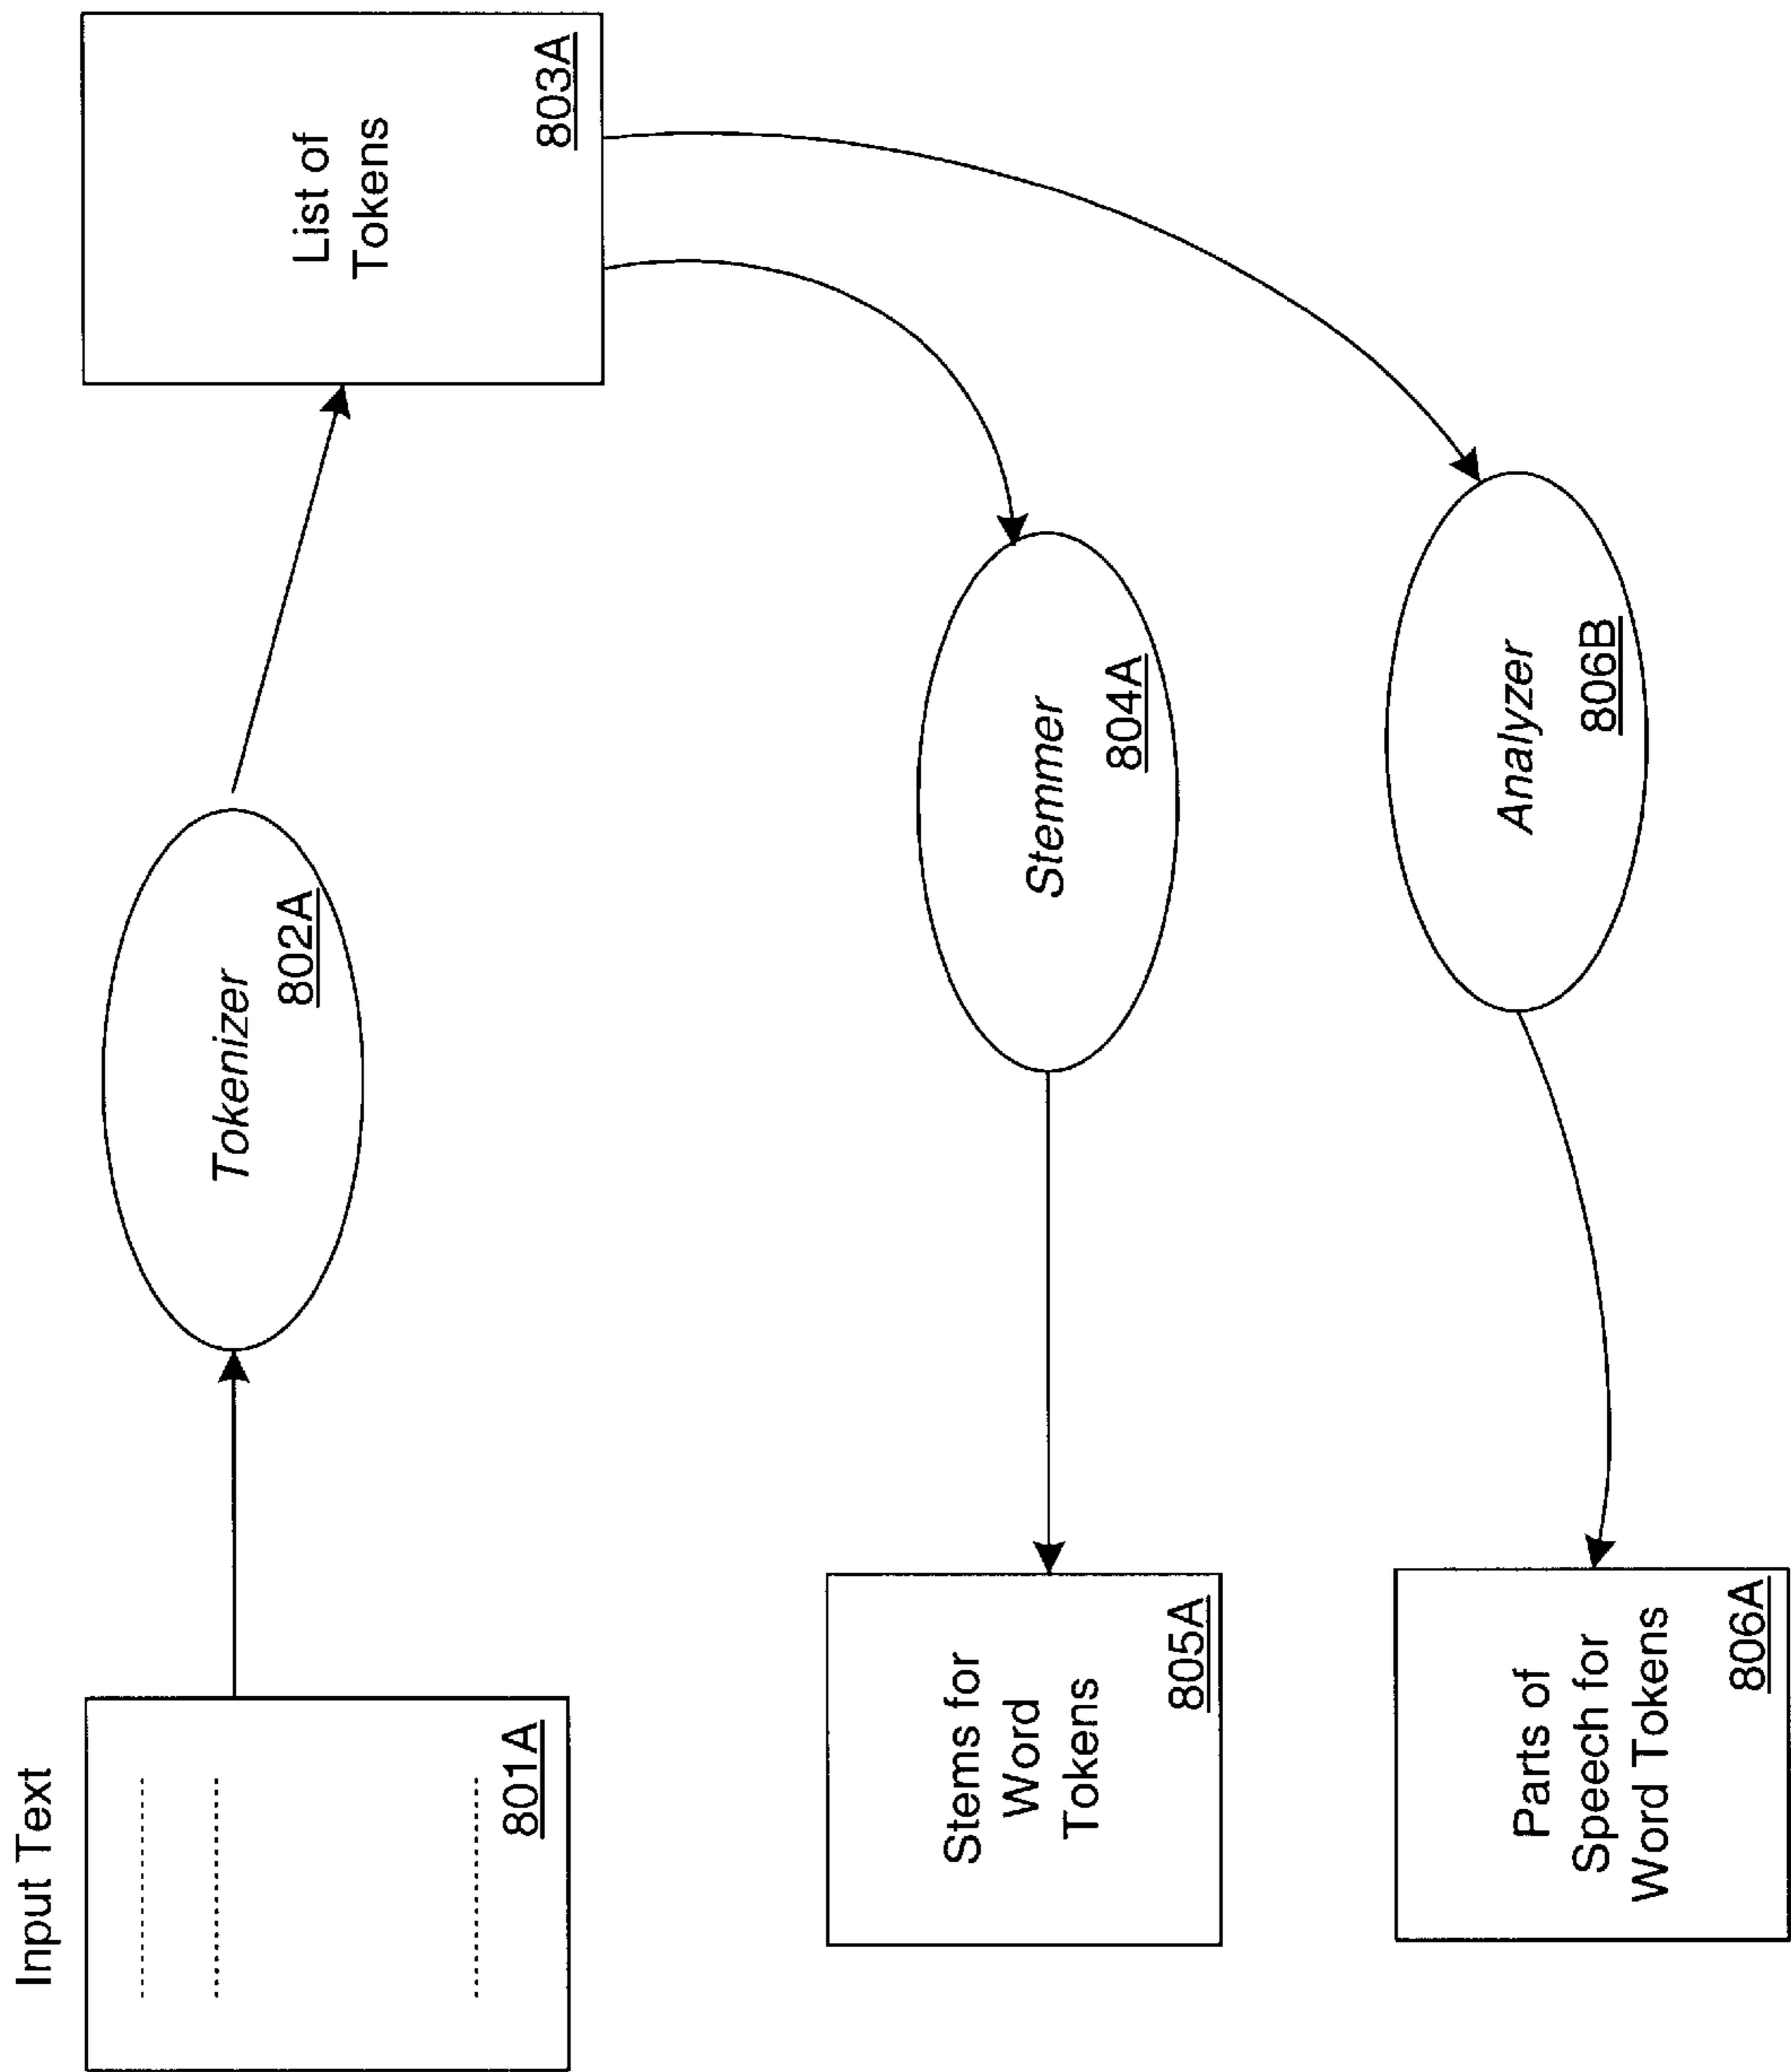 Input Text
801A
Tokenizer
802A
List of
Tokens
803A
Stems for
Word
Tokens
805A
Stemmer
804A
Parts of
Speech for
Word Tokens
806A
Analyzer
806B